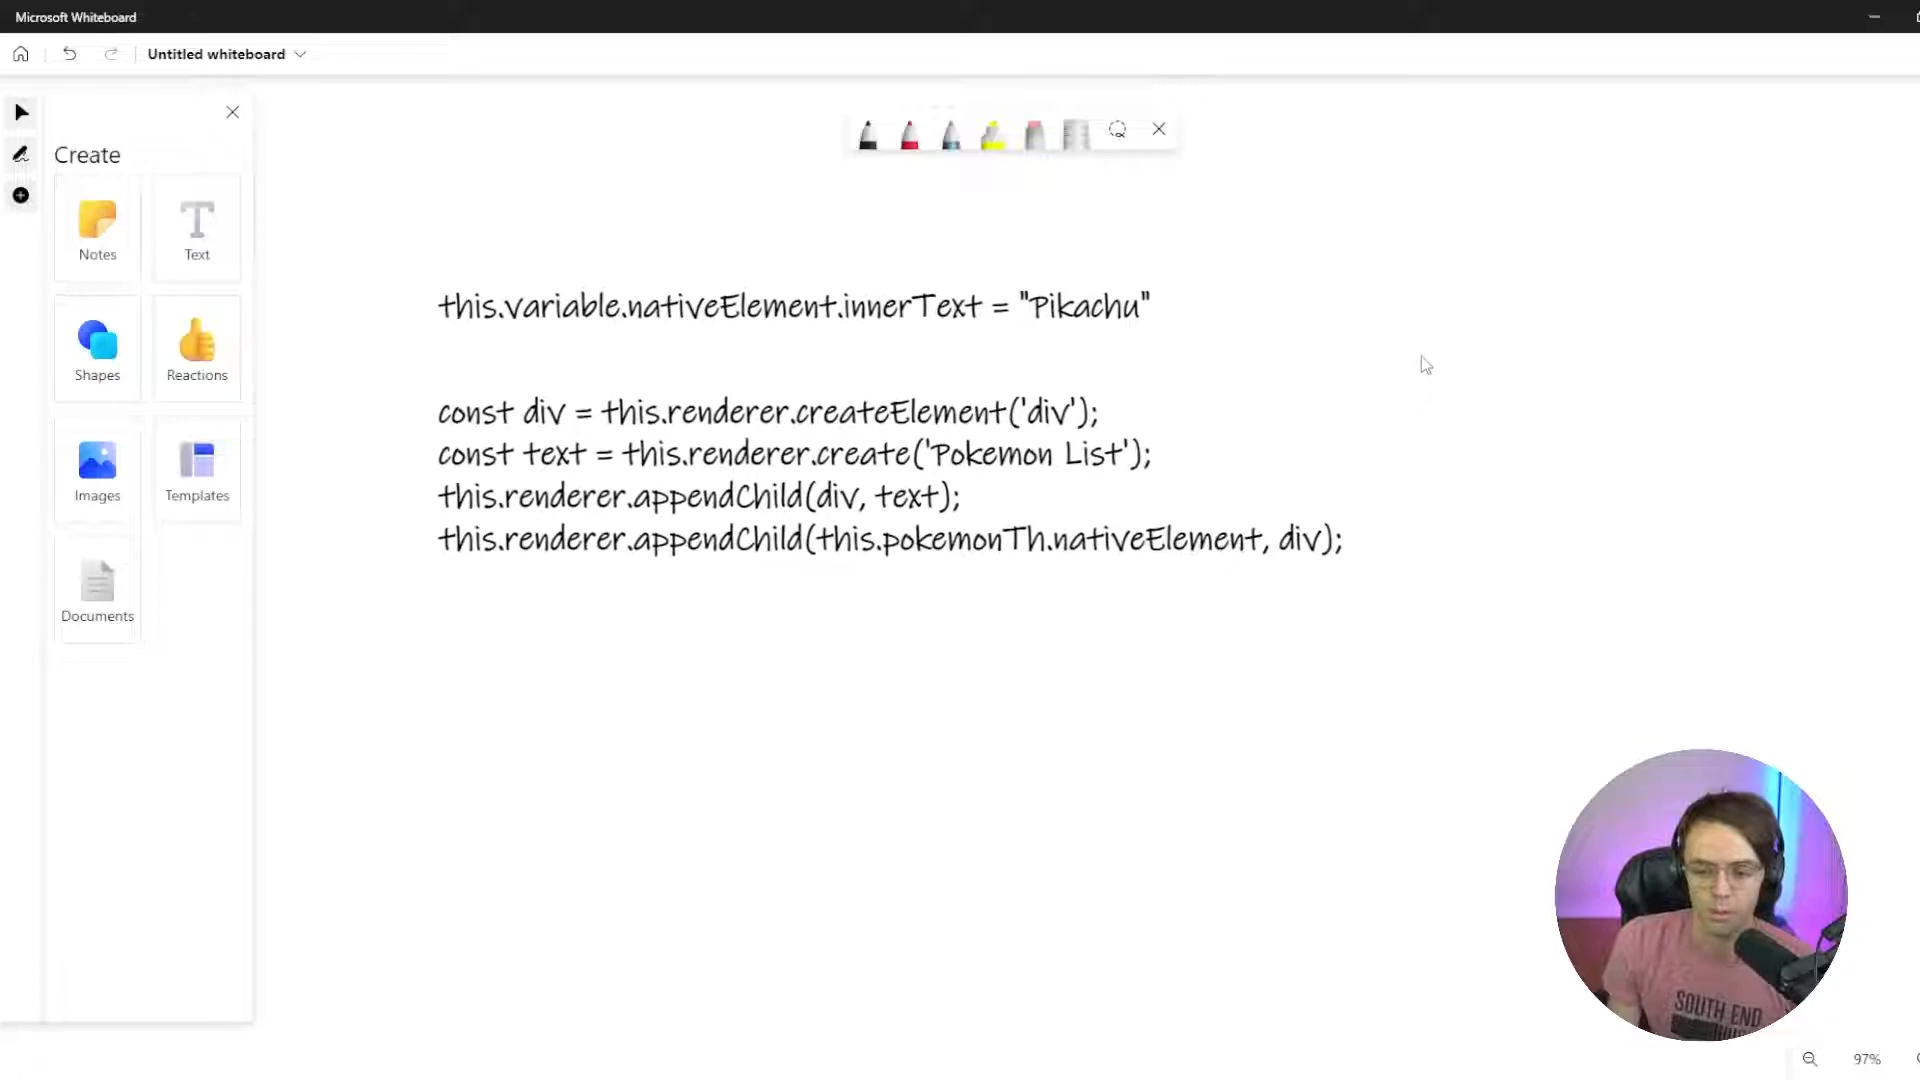 Microsoft Whiteboard
Untitled whiteboard
Create
Notes
Text
Shapes
Reactions
Images
Templates
Documents
this.variable.nativeElement.innerText = "Pikachu"
const div = this.renderer.createElement('div');
const text = this.renderer.create('Pokemon List');
this.renderer.appendChild(div, text);
this.renderer.appendChild(this.pokemonTh.nativeElement, div);
SOUTH END
97%